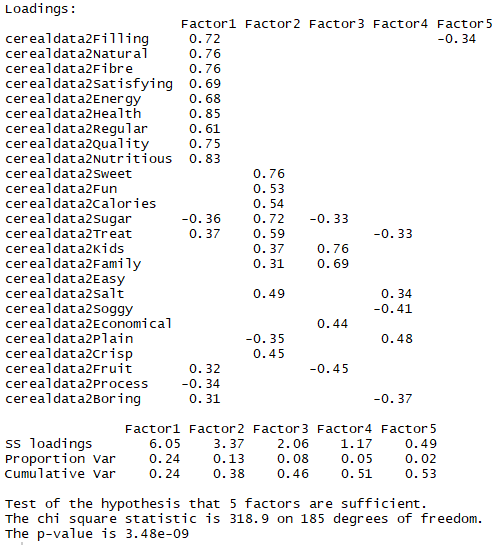 Loadings:
                        Factor1 Factor2 Factor3 Factor4 Factor5
cerealdata2Filling       0.72                           -0.34
cerealdata2Natural       0.76
cerealdata2Fibre         0.76
cerealdata2Satisfying    0.69
cerealdata2Energy        0.68
cerealdata2Health        0.85
cerealdata2Regular       0.61
cerealdata2Quality       0.75
cerealdata2Nutritious    0.83
cerealdata2Sweet                 0.76
cerealdata2Fun                   0.53
cerealdata2Calories              0.54
cerealdata2Sugar        -0.36    0.72   -0.33
cerealdata2Treat         0.37    0.59           -0.33
cerealdata2Kids                  0.37    0.76
cerealdata2Family                0.31    0.69
cerealdata2Easy
cerealdata2Salt                  0.49            0.34
cerealdata2Soggy                                -0.41
cerealdata2Economical                    0.44
cerealdata2Plain                -0.35            0.48
cerealdata2Crisp                 0.45
cerealdata2Fruit         0.32           -0.45
cerealdata2Process      -0.34
cerealdata2Boring        0.31                   -0.37
               Factor1 Factor2 Factor3 Factor4 Factor5
SS loadings       6.05    3.37    2.06    1.17    0.49
Proportion Var    0.24    0.13    0.08    0.05    0.02
Cumulative Var    0.24    0.38    0.46    0.51    0.53
Test of the hypothesis that 5 factors are sufficient.
The chi square statistic is 318.9 on 185 degrees of freedom.
The p-value is 3.48e-09